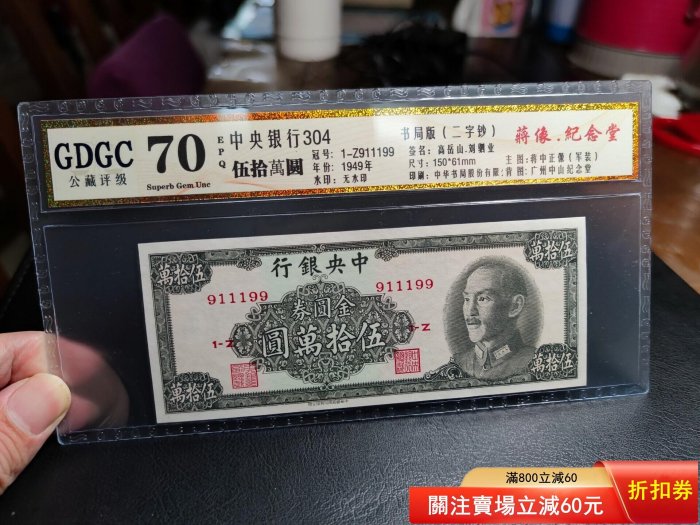 GDGC
公藏评级
70
EPQ
Superb Gem Unc
中央银行304
伍拾萬圓
冠号: 1-Z911199
年份: 1949年
水印: 无水印
书局版 (二字钞)
签名: 高岳山.刘驷业
尺寸: 150*61mm
印刷: 中华书局股份有限
蒋像.纪念堂
主图: 蒋中正像 (军装)
背图: 广州中山纪念堂
伍拾萬
行銀央中
伍拾萬
911199
911199
金圓券
1-Z
圓萬拾伍
1-Z
伍拾萬
伍拾萬
滿800立減60
關注賣場立減60元
折扣券